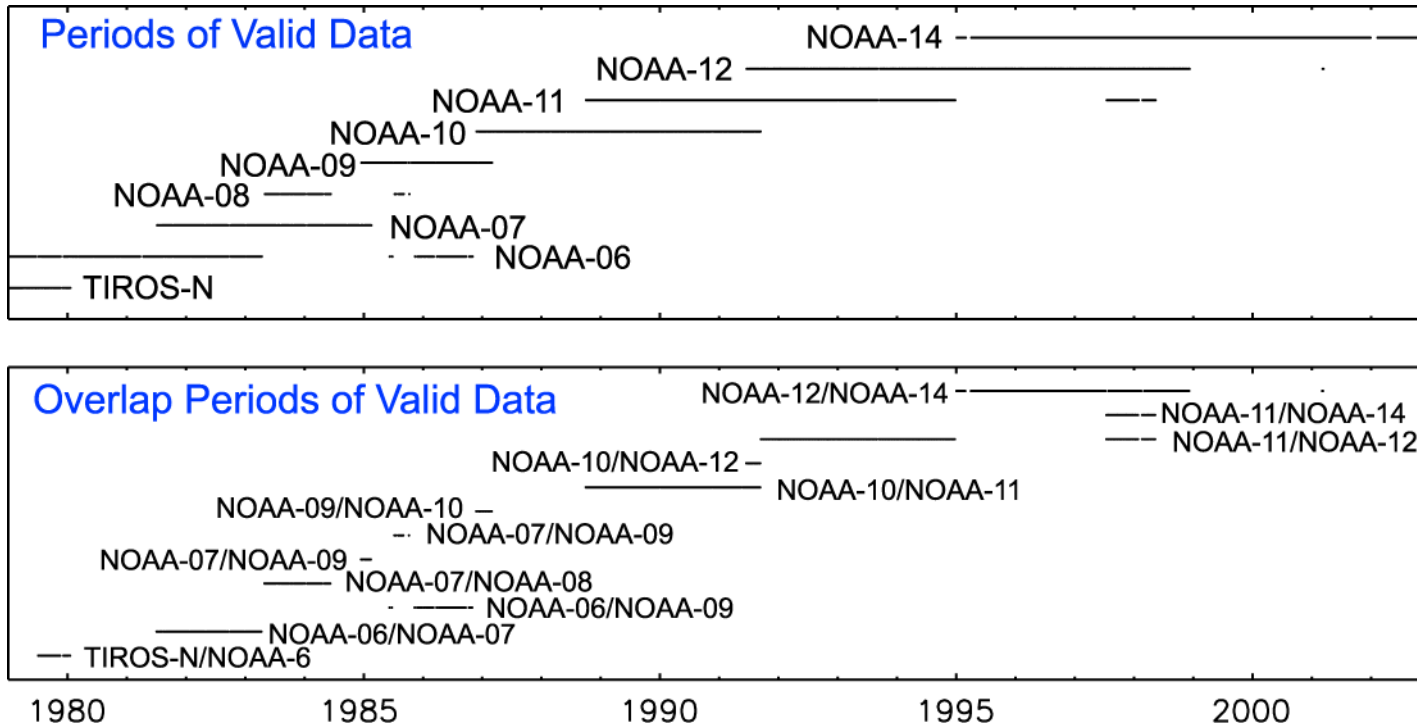 Periods of Valid Data
NOAA-14
NOAA-12
NOAA-11
NOAA-10
NOAA-09
NOAA-08
NOAA-07
NOAA-06
TIROS-N
Overlap Periods of Valid Data
NOAA-12/NOAA-14
NOAA-11/NOAA-14
NOAA-11/NOAA-12
NOAA-10/NOAA-12
NOAA-10/NOAA-11
NOAA-09/NOAA-10
NOAA-07/NOAA-09
NOAA-07/NOAA-09
NOAA-07/NOAA-08
NOAA-06/NOAA-09
NOAA-06/NOAA-07
TIROS-N/NOAA-6
1980 1985 1990 1995 2000